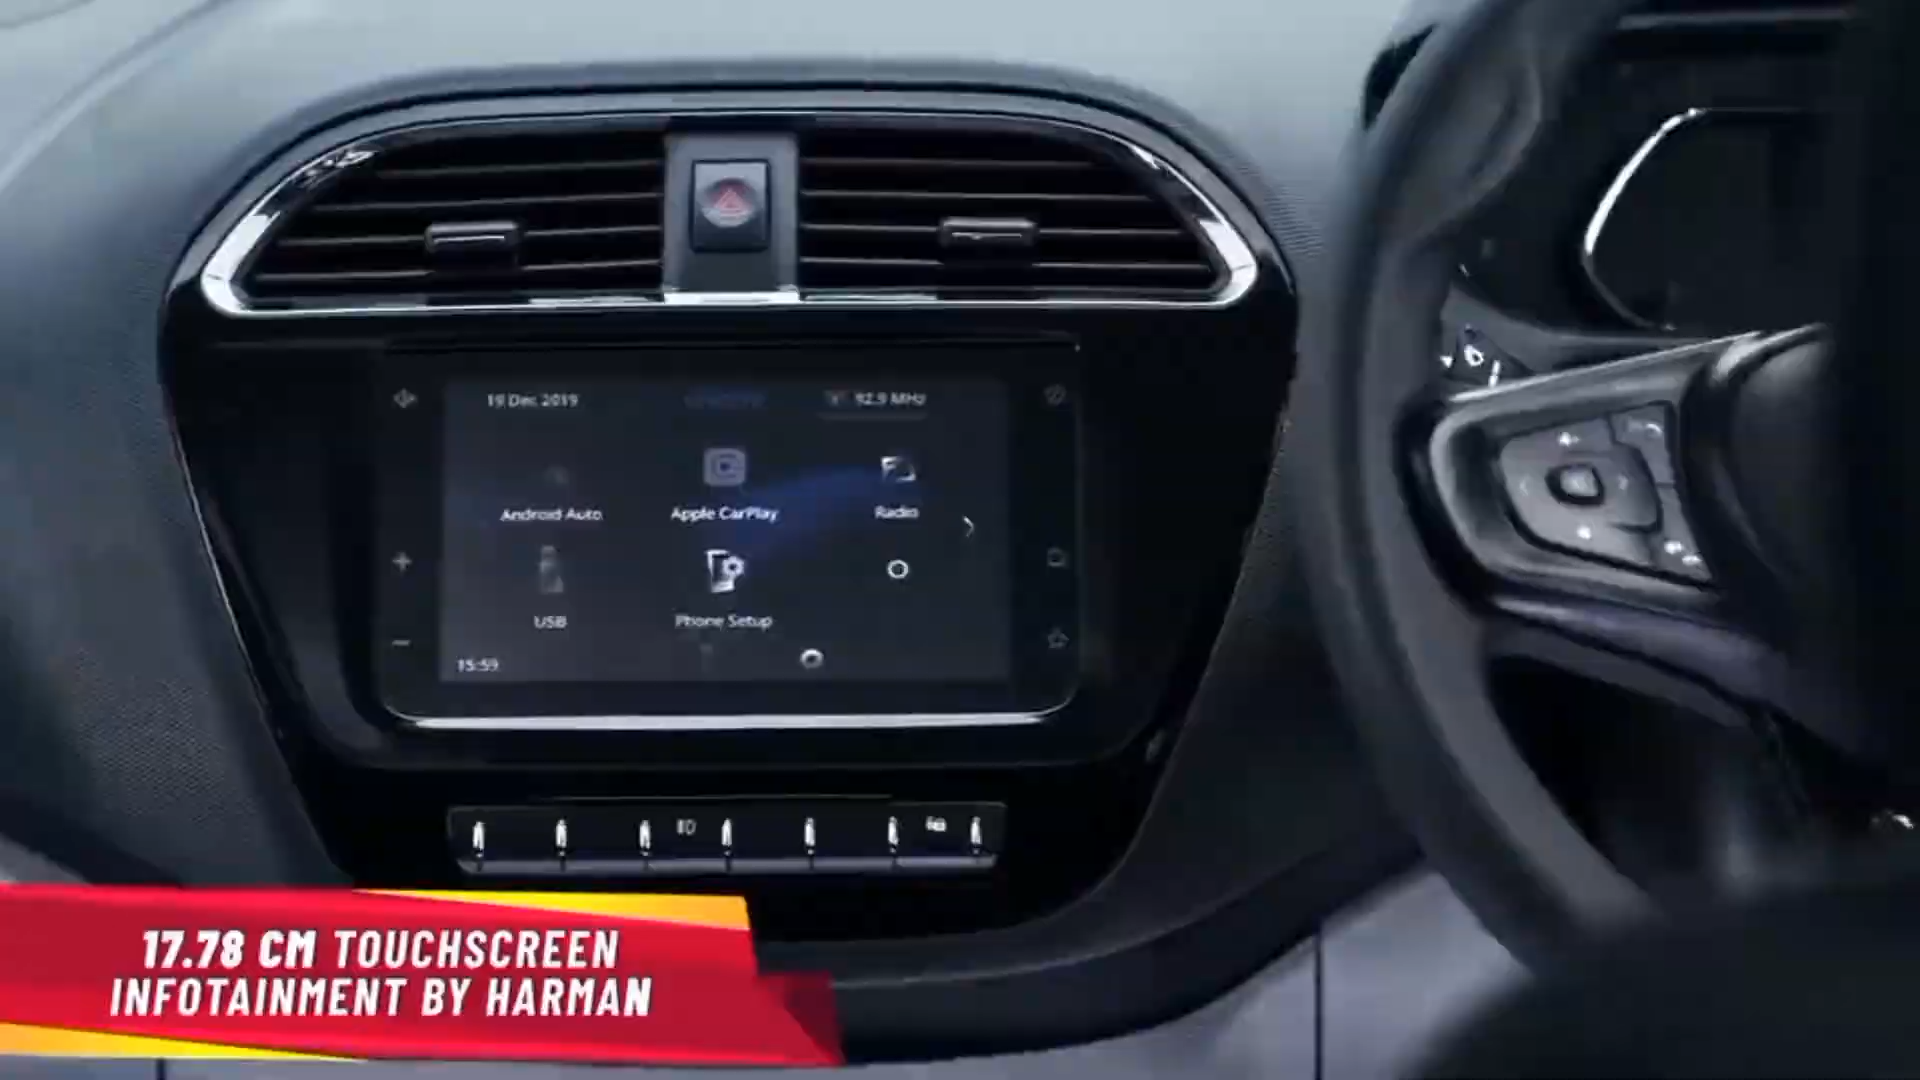 19 Dec 2019
92.9 MHz
Android Auto
Apple CarPlay
Radio
USB
Phone Setup
15:59
17.78 CM TOUCHSCREEN
INFOTAINMENT BY HARMAN